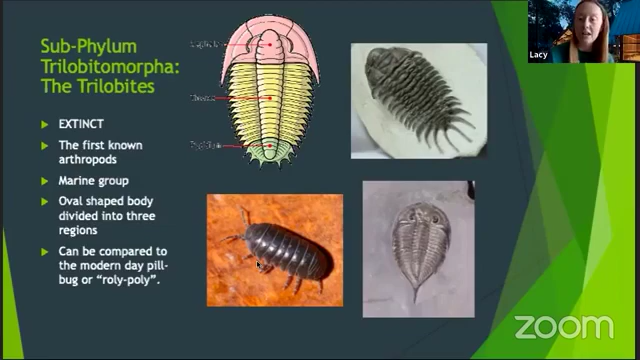 Sub-Phylum
Trilobitomorpha:
The Trilobites
EXTINCT
The first known
arthropods
Marine group
Oval shaped body
divided into three
regions
Can be compared to
the modern day pill-
bug or “roly-poly”.
Lacy
zoom